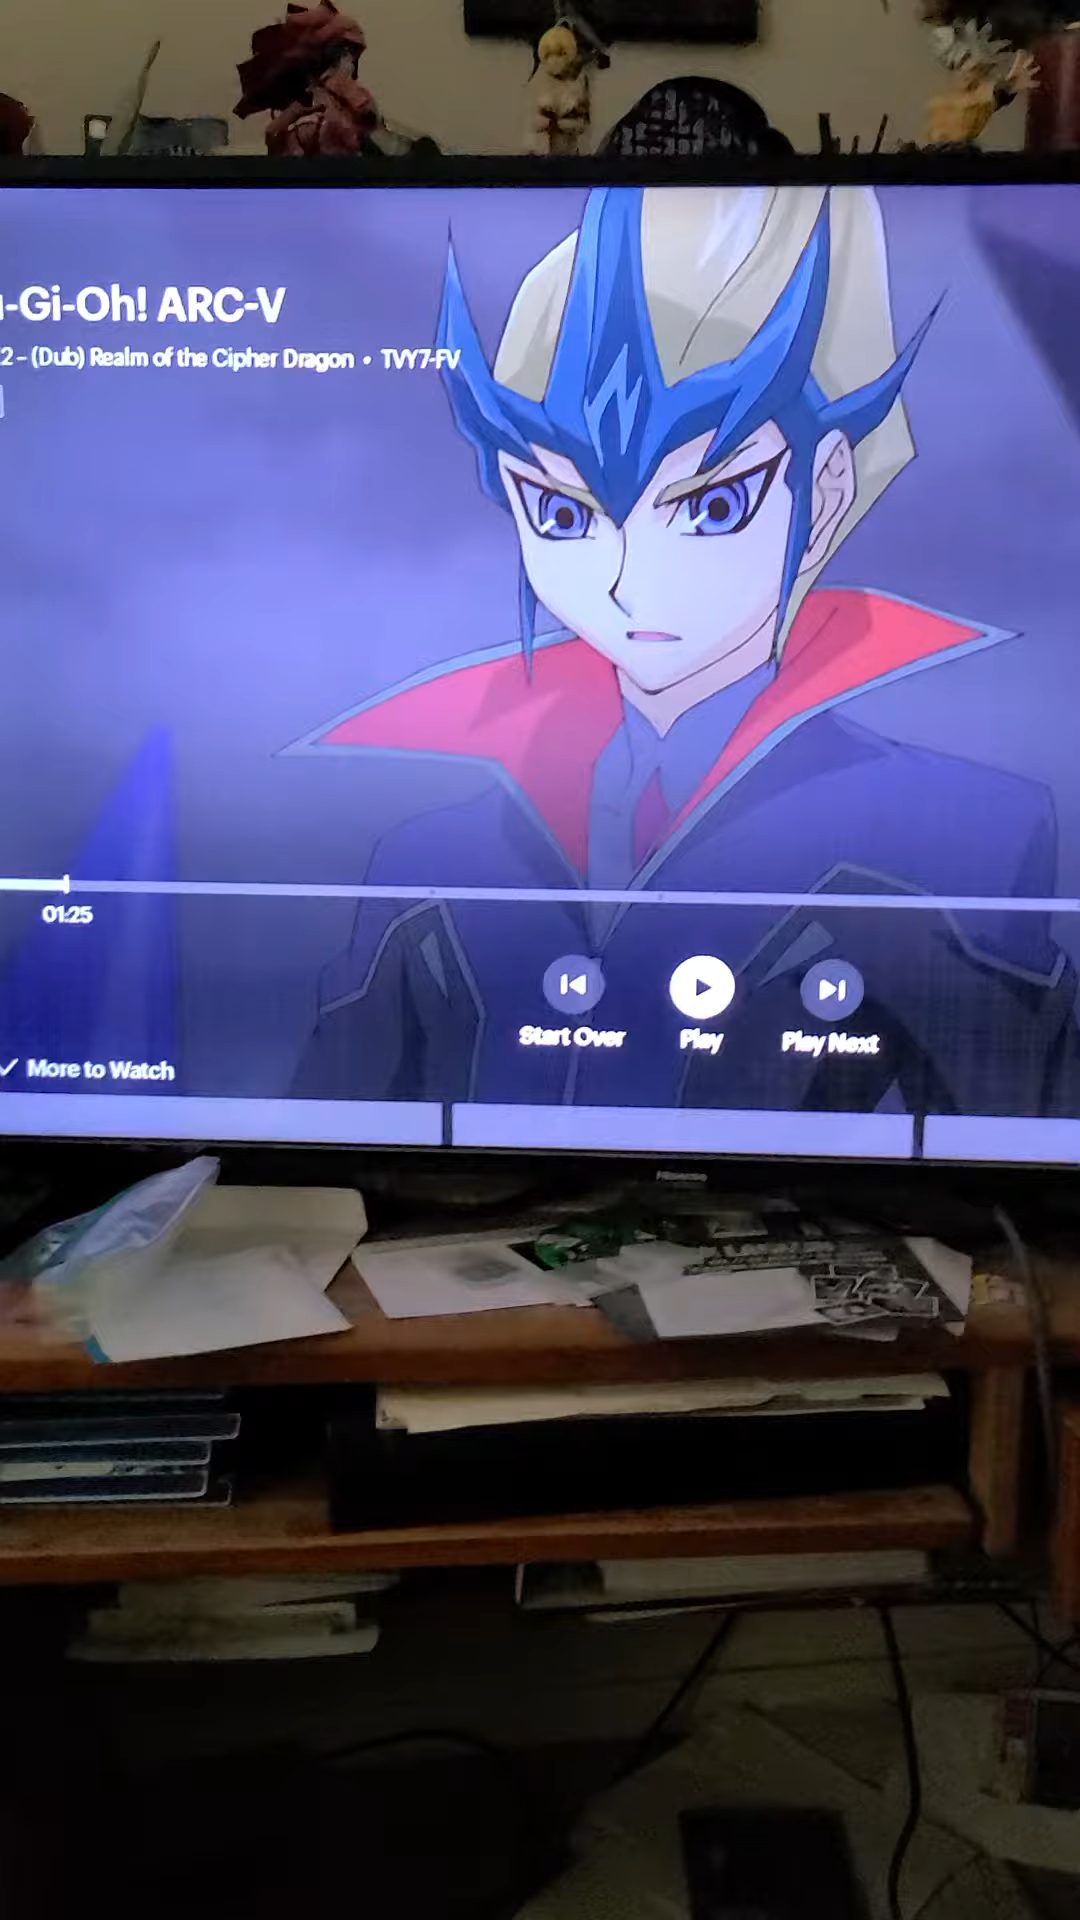 -Gi-Oh! ARC-V
2 - (Dub) Realm of the Cipher Dragon • TVY7-FV
01:25
Start Over
Play
Play Next
More to Watch
Hisense